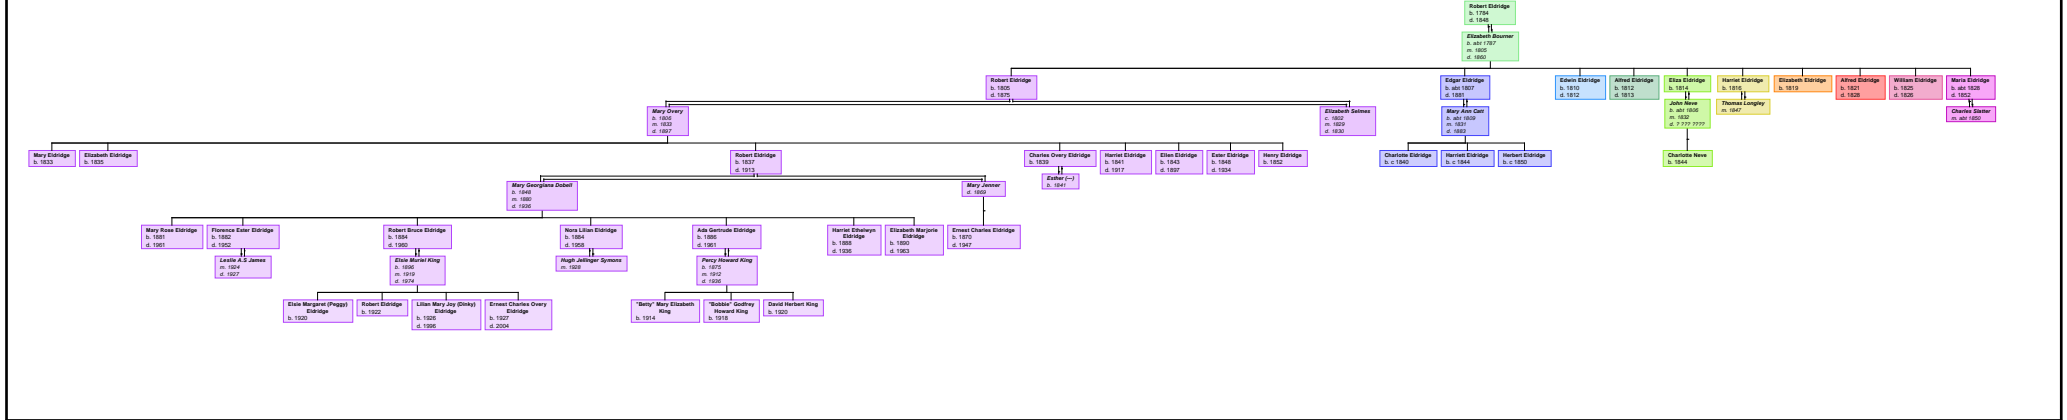 Robert Eldridge
b. 1784
d. 1848
Elizabeth Bourner
b. abt 1787
m. 1805
d. 1860
Robert Eldridge
b. 1805
d. 1875
Edgar Eldridge
b. abt 1807
d. 1881
Edwin Eldridge
b. 1810
d. 1812
Alfred Eldridge
b. 1812
d. 1813
Eliza Eldridge
b. 1814
Harriet Eldridge
b. 1816
Elizabeth Eldridge
b. 1819
Alfred Eldridge
b. 1821
d. 1828
William Eldridge
b. 1825
d. 1826
Maria Eldridge
b. abt 1828
d. 1852
Mary Overy
b. 1808
m. 1833
d. 1897
Elizabeth Selmes
c. 1802
m. 1829
d. 1830
Mary Ann Catt
b. abt 1809
m. 1831
d. 1883
John Neve
b. abt 1806
m. 1832
d. ? ??? ????
Thomas Longley
m. 1847
Charles Slatter
m. abt 1850
Mary Eldridge
b. 1833
Elizabeth Eldridge
b. 1835
Robert Eldridge
b. 1837
d. 1913
Charles Overy Eldridge
b. 1839
Harriet Eldridge
b. 1841
d. 1917
Ellen Eldridge
b. 1843
d. 1897
Ester Eldridge
b. 1848
d. 1934
Henry Eldridge
b. 1852
Charlotte Eldridge
b. c 1840
Harriett Eldridge
b. c 1844
Herbert Eldridge
b. c 1850
Charlotte Neve
b. 1844
Mary Georgiana Dobell
b. 1848
m. 1880
d. 1936
Mary Jenner
d. 1869
Esther (---)
b. 1841
Mary Rose Eldridge
b. 1881
d. 1961
Florence Ester Eldridge
b. 1882
d. 1952
Robert Bruce Eldridge
b. 1884
d. 1960
Nora Lilian Eldridge
b. 1884
d. 1958
Ada Gertrude Eldridge
b. 1886
d. 1961
Harriet Ethelwyn
Eldridge
b. 1888
d. 1936
Elizabeth Marjorie
Eldridge
b. 1890
d. 1963
Ernest Charles Eldridge
b. 1870
d. 1947
Leslie A.S James
m. 1924
d. 1927
Elsie Muriel King
b. 1896
m. 1919
d. 1974
Hugh Jellinger Symons
m. 1928
Percy Howard King
b. 1875
m. 1912
d. 1936
Elsie Margaret (Peggy)
Eldridge
b. 1920
Robert Eldridge
b. 1922
Lilian Mary Joy (Dinky)
Eldridge
b. 1926
d. 1996
Ernest Charles Overy
Eldridge
b. 1927
d. 2004
"Betty" Mary Elizabeth
King
b. 1914
"Bobbie" Godfrey
Howard King
b. 1918
David Herbert King
b. 1920